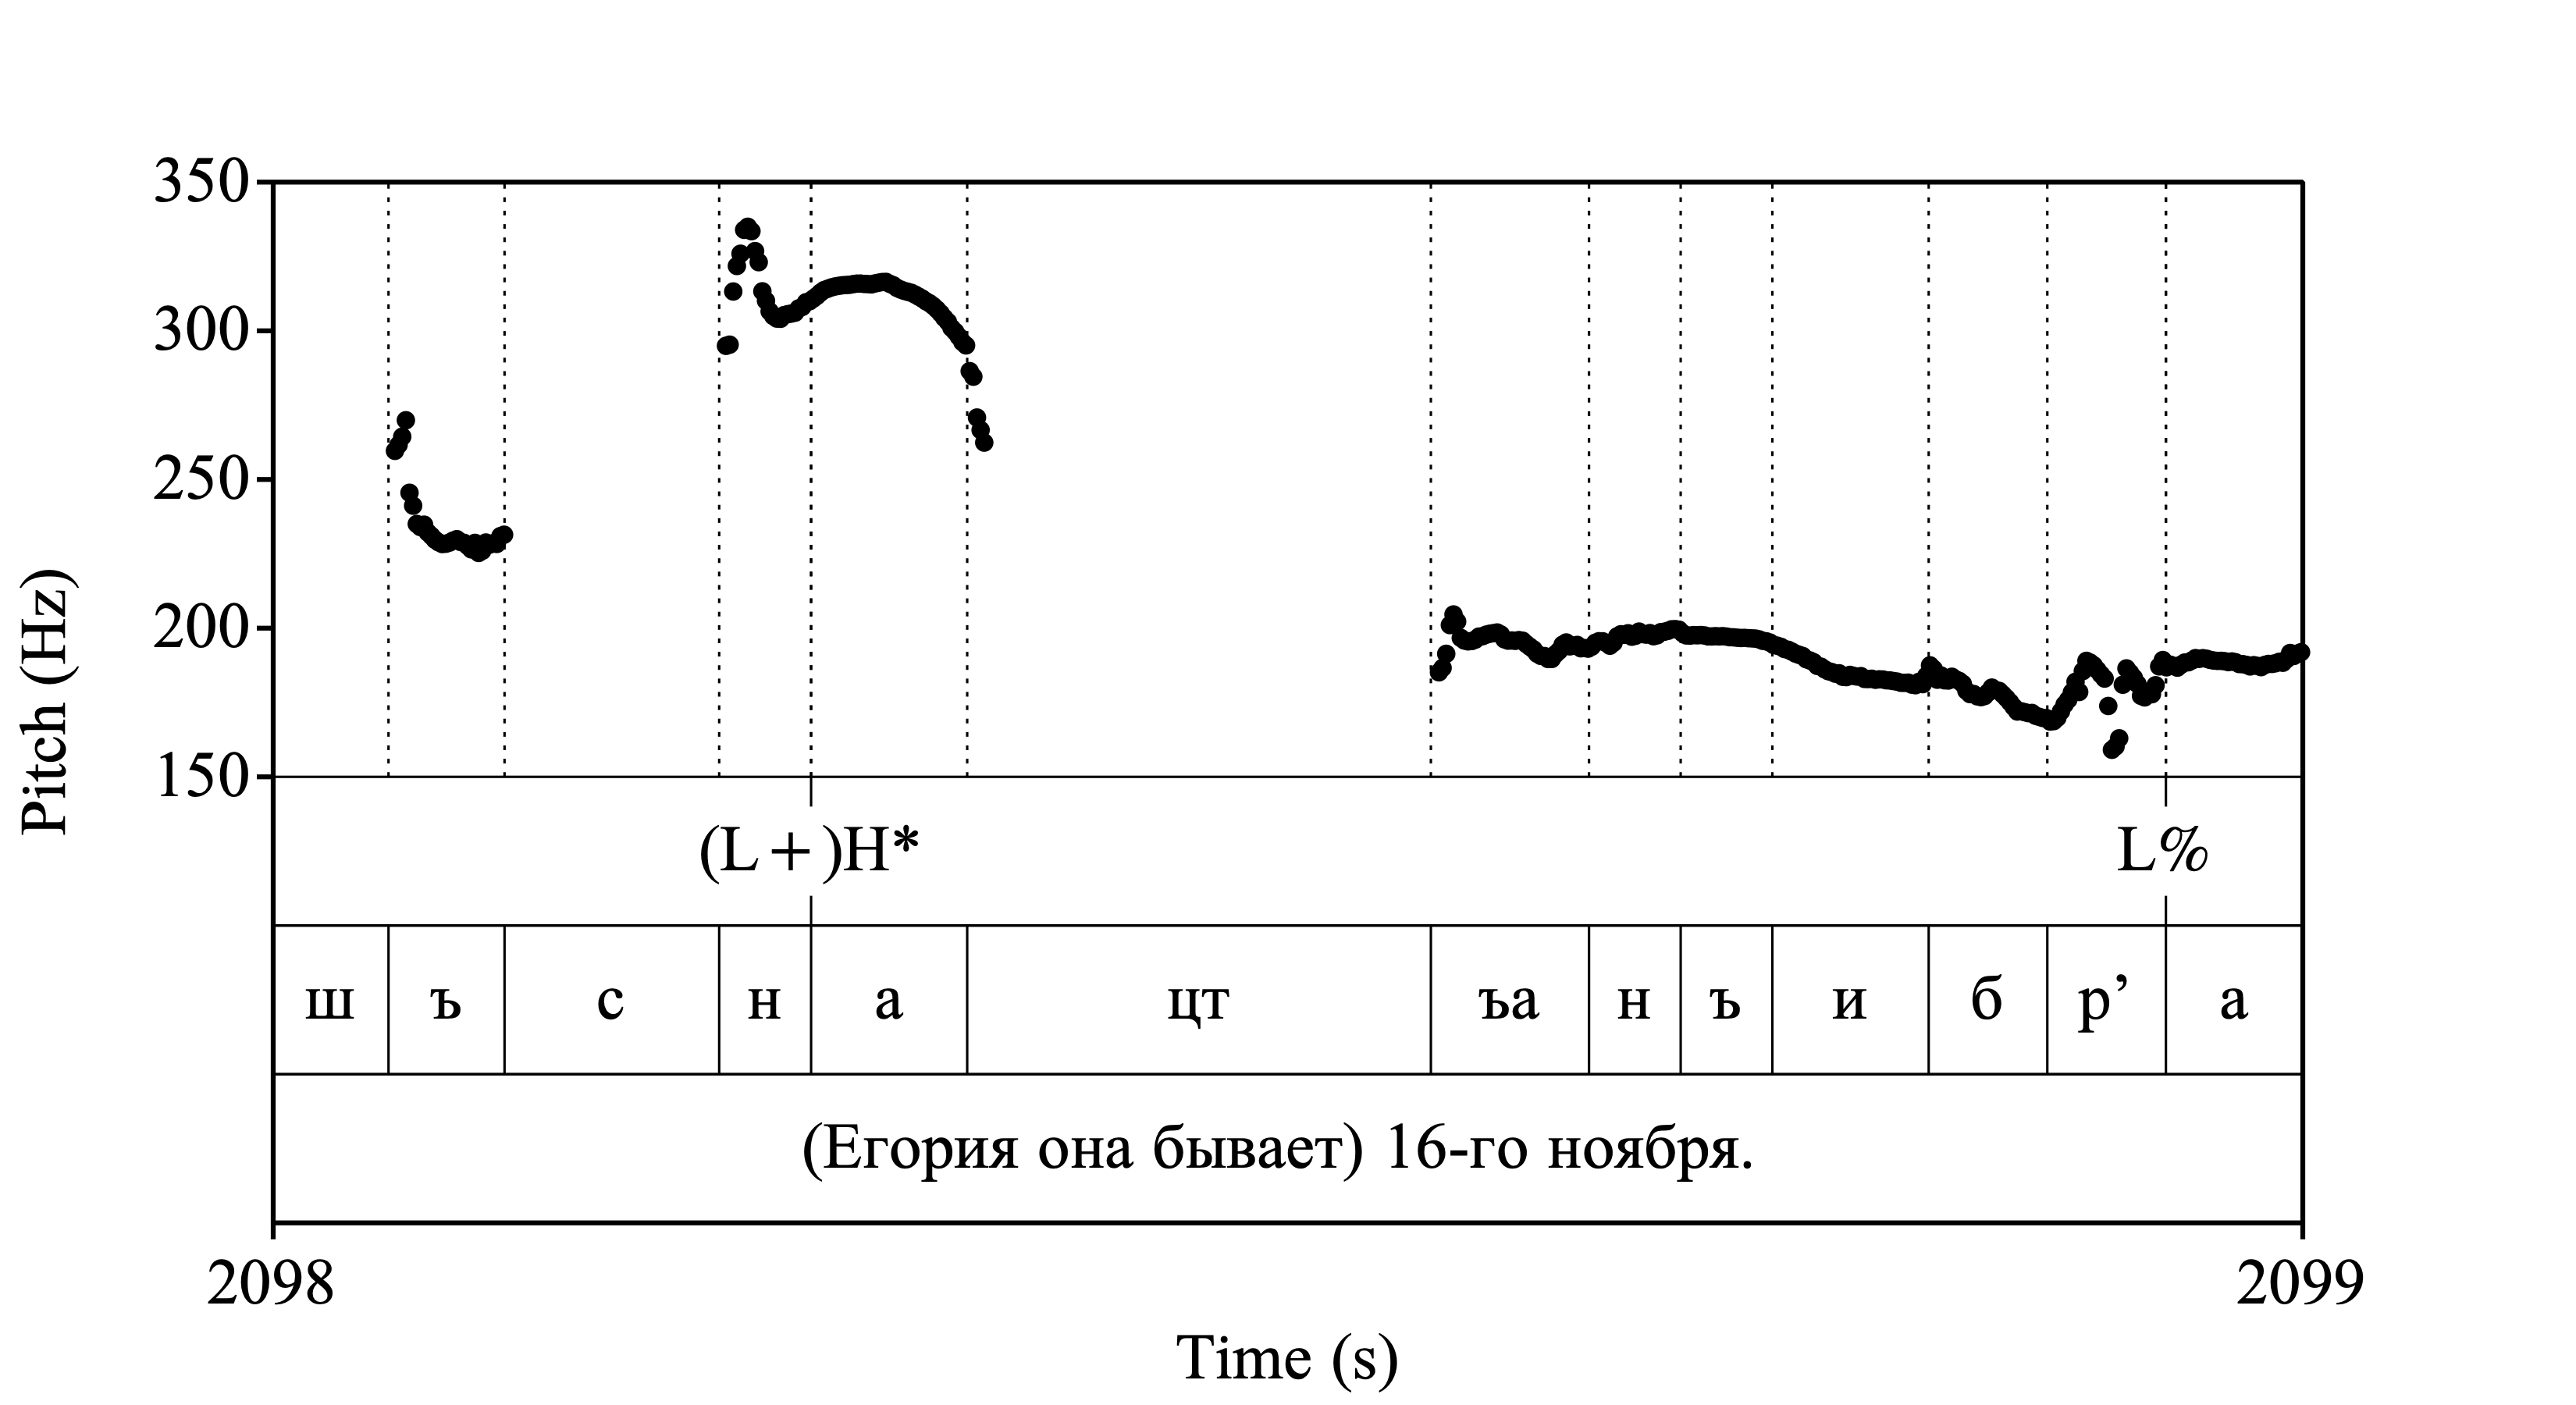 350
300
250
200
150
Pitch (Hz)
(L+)H* L%
ш ъ с н а цт ъа н ъ и б р’ а
(Егория она бывает) 16-го ноября.
2098 2099
Time (s)